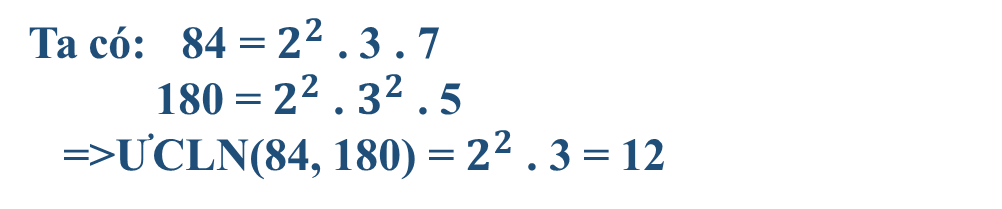 Ta có: 84 = 2² . 3 . 7
180 = 2² . 3² . 5
=>ƯCLN(84, 180) = 2² . 3 = 12